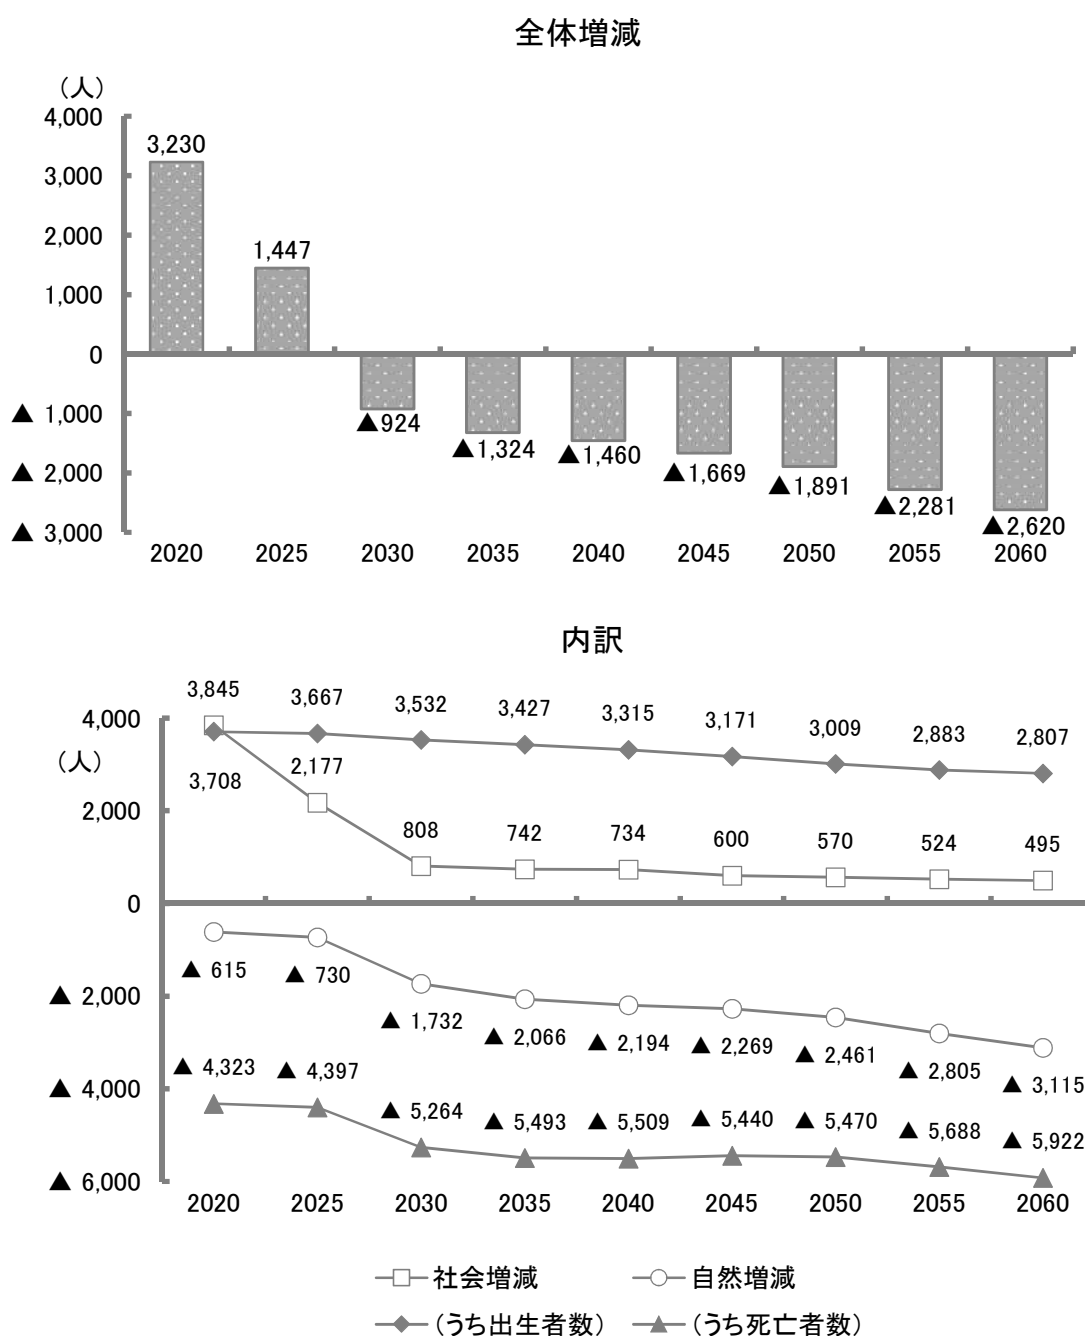 全体増減
(人)
4,000
3,000
2,000
1,000
0
▲ 1,000
▲ 2,000
▲ 3,000
3,230
1,447
▲924
▲1,324
▲1,460
▲1,669
▲1,891
▲2,281
▲2,620
2020 2025 2030 2035 2040 2045 2050 2055 2060
内訳
4,000
(人)
2,000
0
▲ 2,000
▲ 4,000
▲ 6,000
3,845 3,667 3,532 3,427 3,315 3,171 3,009 2,883 2,807
3,708 2,177 808 742 734 600 570 524 495
▲ 615 ▲ 730 ▲ 1,732 ▲ 2,066 ▲ 2,194 ▲ 2,269 ▲ 2,461 ▲ 2,805 ▲ 3,115
▲ 4,323 ▲ 4,397 ▲ 5,264 ▲ 5,493 ▲ 5,509 ▲ 5,440 ▲ 5,470 ▲ 5,688 ▲ 5,922
2020 2025 2030 2035 2040 2045 2050 2055 2060
社会増減 自然増減
(うち出生者数) (うち死亡者数)